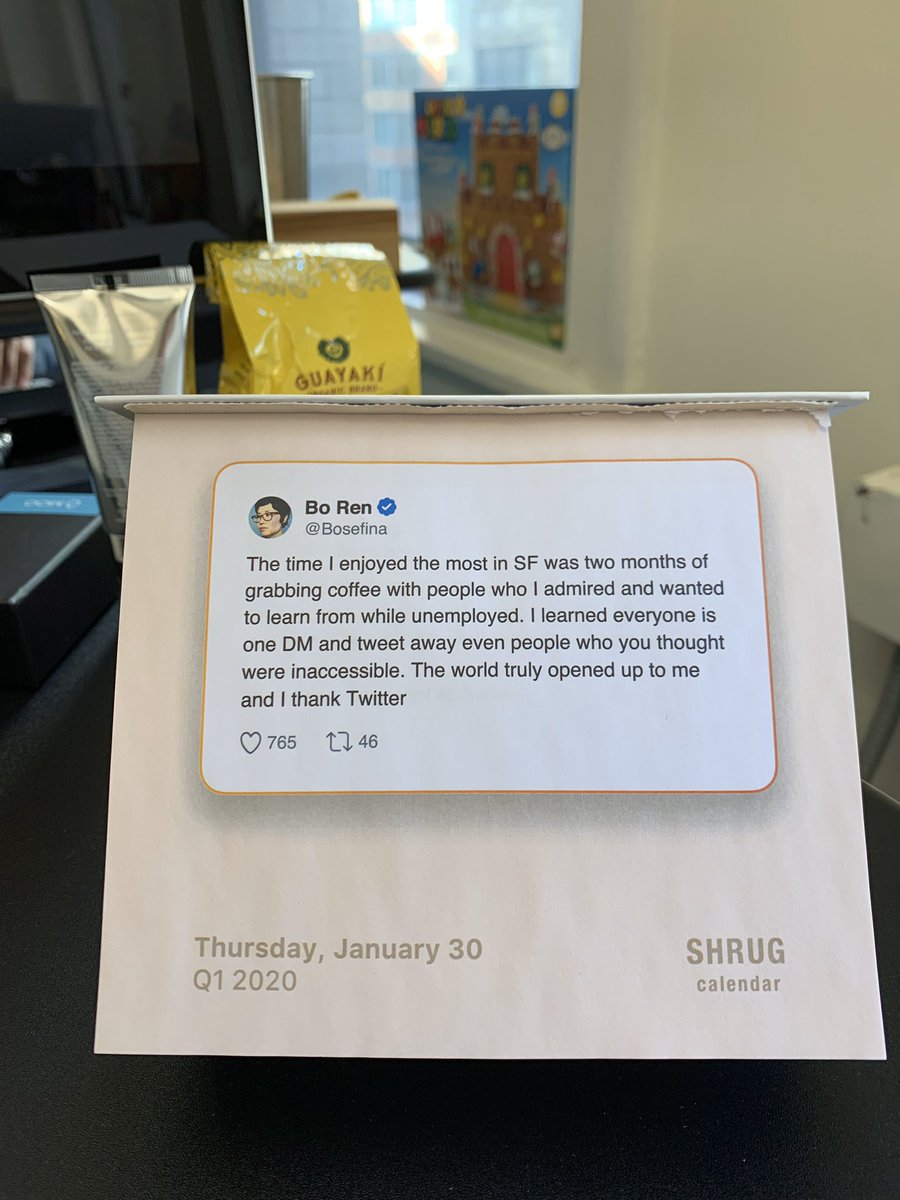 GUAYAKÍ
ORGANIC BRAND
Bo Ren
@Bosefina
The time I enjoyed the most in SF was two months of
grabbing coffee with people who I admired and wanted
to learn from while unemployed. I learned everyone is
one DM and tweet away even people who you thought
were inaccessible. The world truly opened up to me
and I thank Twitter
765 46
Thursday, January 30
Q1 2020
SHRUG
calendar